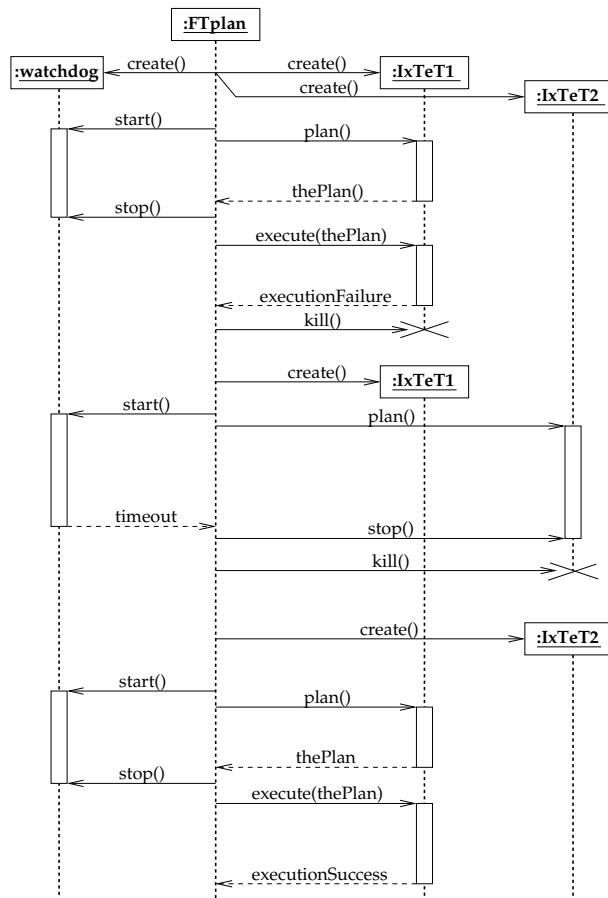 :FTplan
:watchdog
create()
create()
:IxTeT1
create()
:IxTeT2
start()
plan()
thePlan()
stop()
execute(thePlan)
executionFailure
kill()
create()
:IxTeT1
start()
plan()
timeout
stop()
kill()
create()
:IxTeT2
start()
plan()
thePlan
stop()
execute(thePlan)
executionSuccess